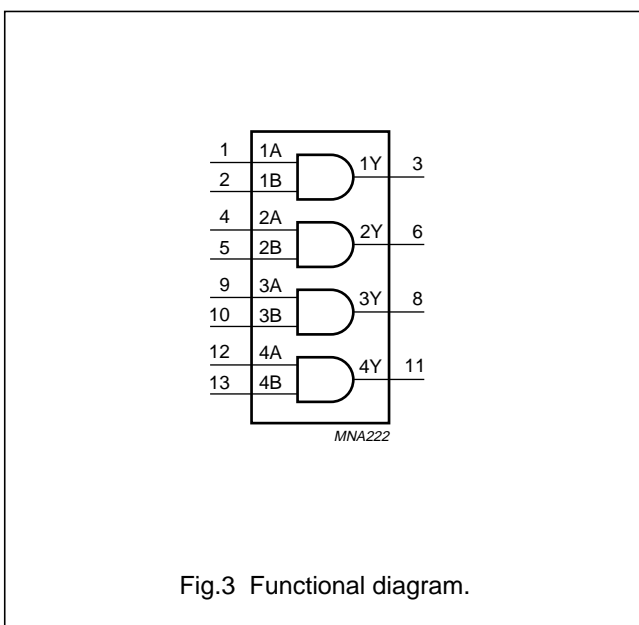 1 1A 1Y 3
2 1B
4 2A 2Y 6
5 2B
9 3A 3Y 8
10 3B
12 4A 4Y 11
13 4B
MNA222
Fig.3 Functional diagram.